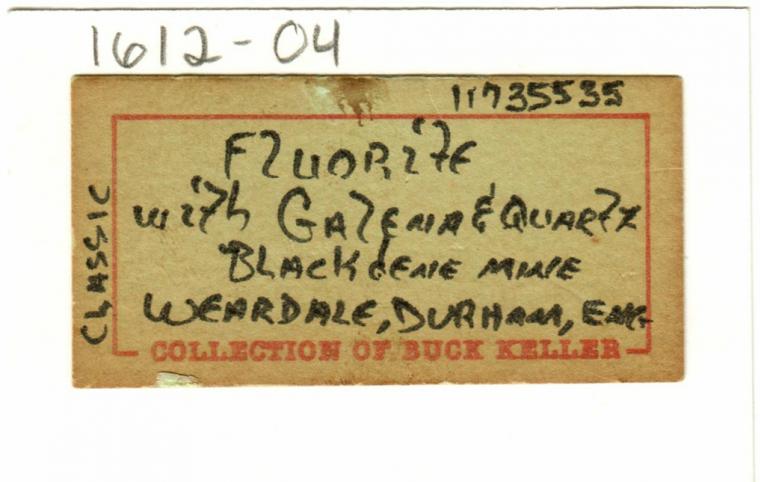 1612-04
11735535
CLASSIC
FluoRite
with Galena & Quartz
BLACKdENE MINE
WEARDALE, DURHAM, ENG.
COLLECTION OF BUCK KELLER